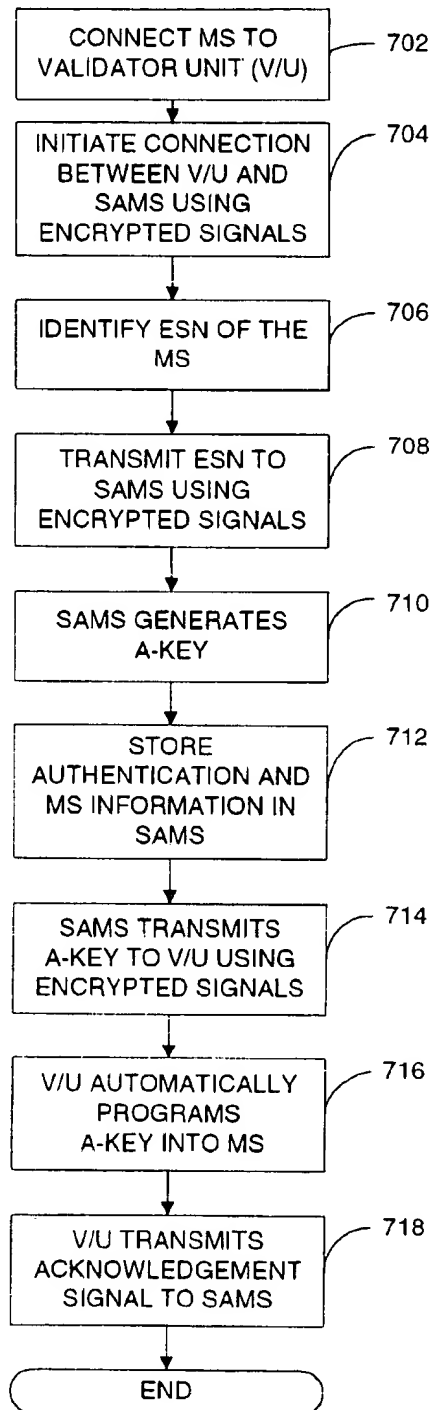 CONNECT MS TO
VALIDATOR UNIT (V/U)
702
INITIATE CONNECTION
BETWEEN V/U AND
SAMS USING
ENCRYPTED SIGNALS
704
IDENTIFY ESN OF THE
MS
706
TRANSMIT ESN TO
SAMS USING
ENCRYPTED SIGNALS
708
SAMS GENERATES
A-KEY
710
STORE
AUTHENTICATION AND
MS INFORMATION IN
SAMS
712
SAMS TRANSMITS
A-KEY TO V/U USING
ENCRYPTED SIGNALS
714
V/U AUTOMATICALLY
PROGRAMS
A-KEY INTO MS
716
V/U TRANSMITS
ACKNOWLEDGEMENT
SIGNAL TO SAMS
718
END